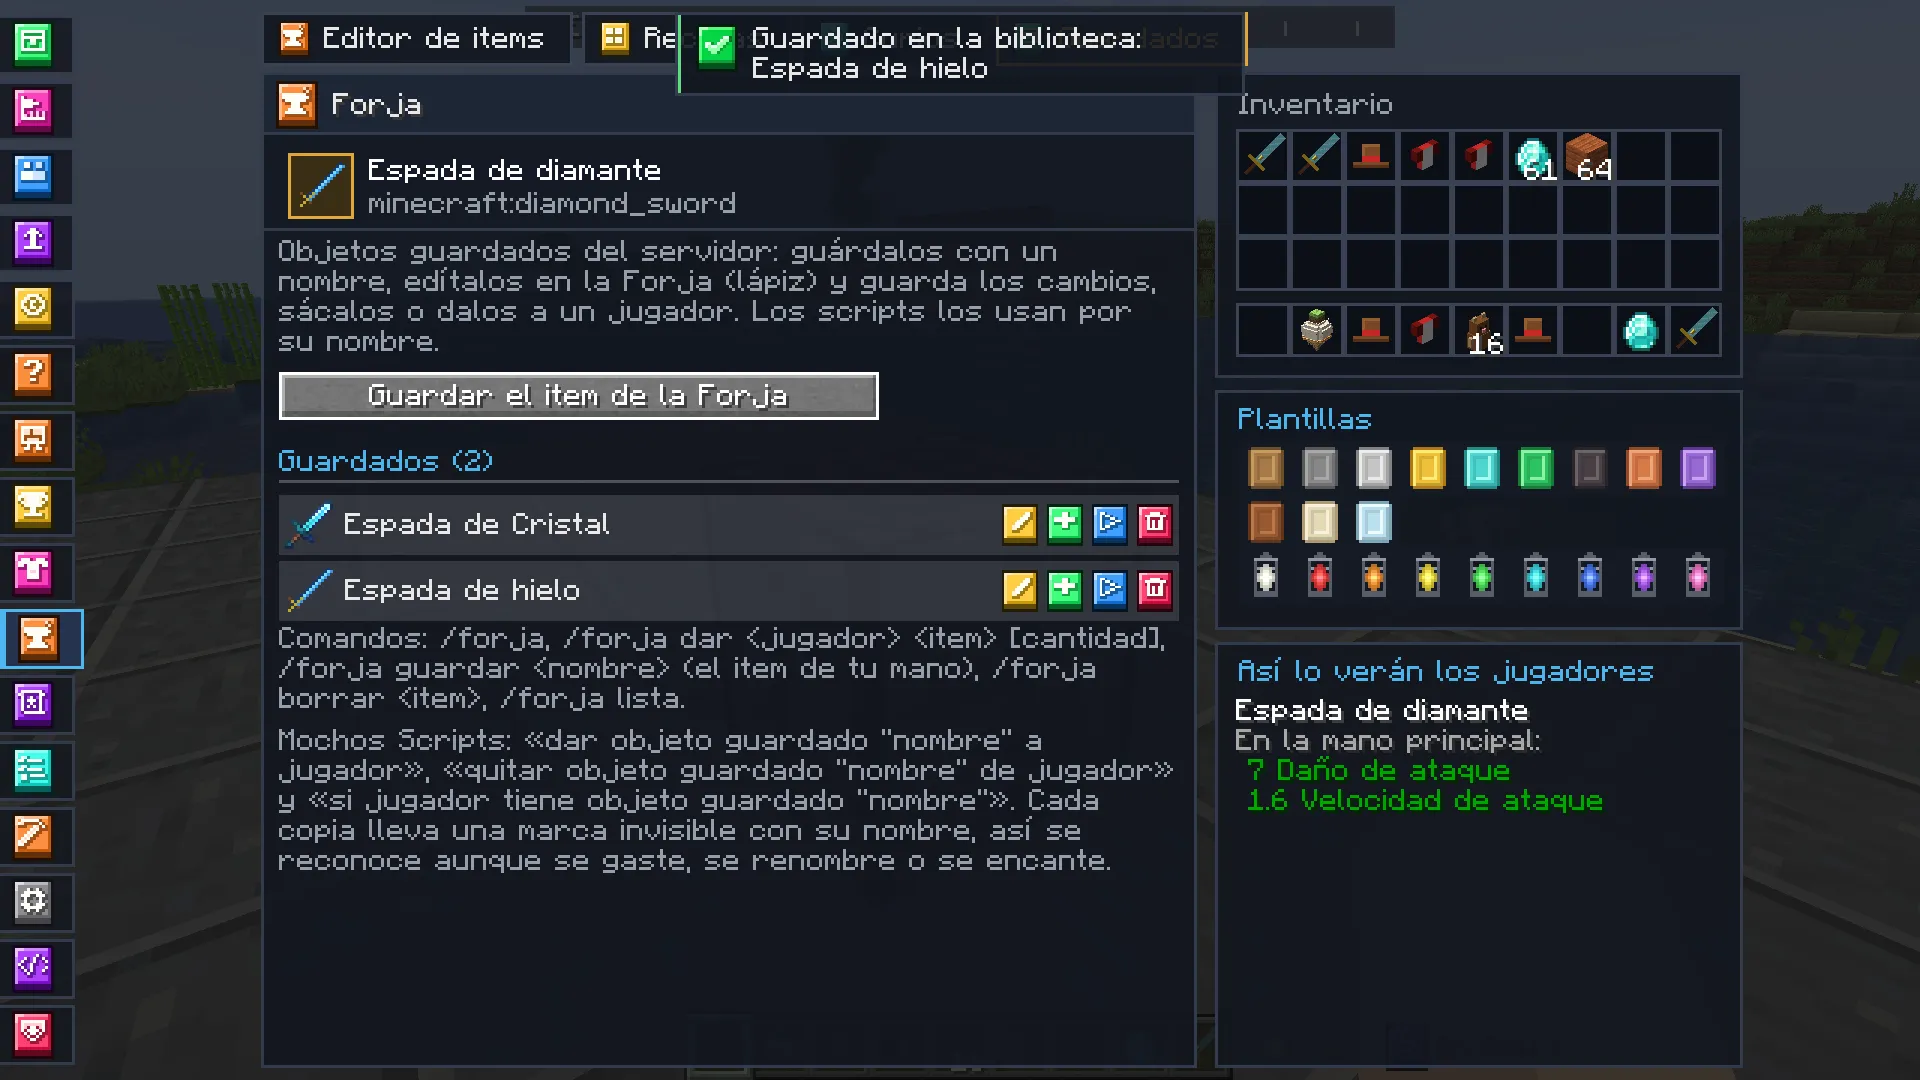 Editor de items
Guardado en la biblioteca:
Espada de hielo
Forja
Espada de diamante
minecraft:diamond_sword
Objetos guardados del servidor: guárdalos con un
nombre, edítalos en la Forja (lápiz) y guarda los cambios,
sácalos o dalos a un jugador. Los scripts los usan por
su nombre.
Guardar el item de la Forja
Guardados (2)
Espada de Cristal
Espada de hielo
Comandos: /forja, /forja dar <jugador> <item> [cantidad],
/forja guardar <nombre> (el item de tu mano), /forja
borrar <item>, /forja lista.
Mochos Scripts: «dar objeto guardado "nombre" a
jugador», «quitar objeto guardado "nombre" de jugador»
y «si jugador tiene objeto guardado "nombre"». Cada
copia lleva una marca invisible con su nombre, así se
reconoce aunque se gaste, se renombre o se encante.
Inventario
61
64
16
Plantillas
Así lo verán los jugadores
Espada de diamante
En la mano principal:
7 Daño de ataque
1.6 Velocidad de ataque